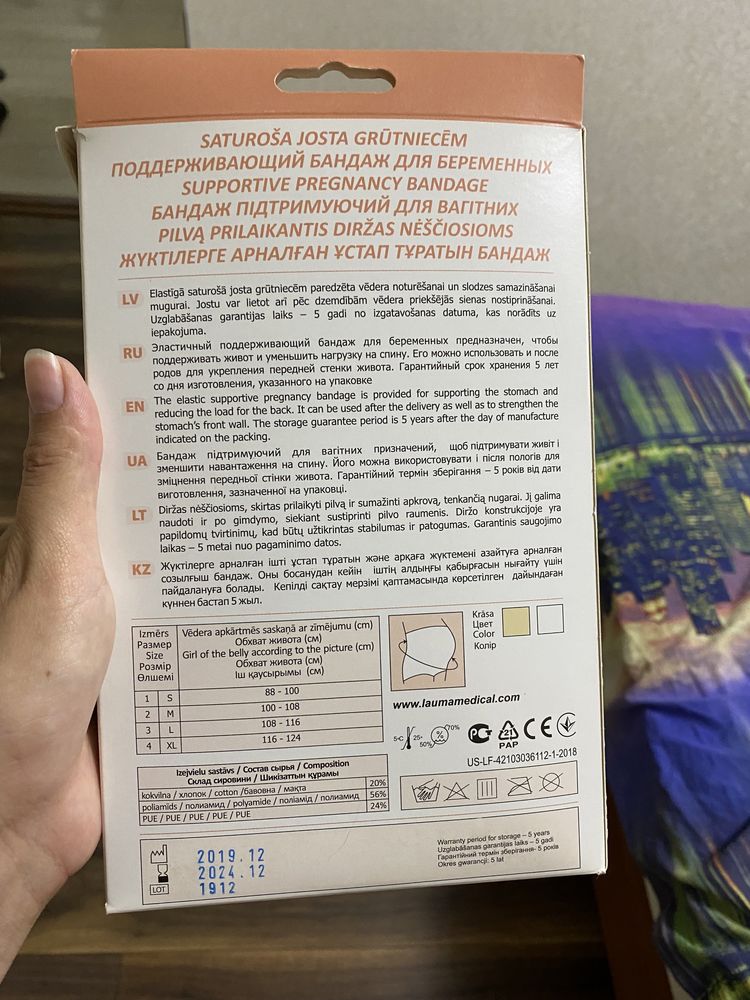 SATUROŠA JOSTA GRŪTNIECĒM
ПОДДЕРЖИВАЮЩИЙ БАНДАЖ ДЛЯ БЕРЕМЕННЫХ
SUPPORTIVE PREGNANCY BANDAGE
БАНДАЖ ПІДТРИМУЮЧИЙ ДЛЯ ВАГІТНИХ
PILVĄ PRILAIKANTIS DIRŽAS NĖŠČIOSIOMS
ЖҮКТІЛЕРГЕ АРНАЛҒАН ҰСТАП ТҰРАТЫН БАНДАЖ
LV Elastīgā saturošā josta grūtniecēm paredzēta vēdera noturēšanai un slodzes samazināšanai
mugurai. Jostu var lietot arī pēc dzemdībām vēdera priekšējās sienas nostiprināšanai.
Uzglabāšanas garantijas laiks – 5 gadi no izgatavošanas datuma, kas norādīts uz
iepakojuma.
RU Эластичный поддерживающий бандаж для беременных предназначен, чтобы
поддерживать живот и уменьшить нагрузку на спину. Его можно использовать и после
родов для укрепления передней стенки живота. Гарантийный срок хранения 5 лет
со дня изготовления, указанного на упаковке
EN The elastic supportive pregnancy bandage is provided for supporting the stomach and
reducing the load for the back. It can be used after the delivery as well as to strengthen the
stomach's front wall. The storage guarantee period is 5 years after the day of manufacture
indicated on the packing.
UA Бандаж підтримуючий для вагітних призначений, щоб підтримувати живіт і
зменшити навантаження на спину. Його можна використовувати і після пологів для
зміцнення передньої стінки живота. Гарантійний термін зберігання – 5 років від дати
виготовлення, зазначеної на упаковці.
LT Diržas nėščiosioms, skirtas prilaikyti pilvą ir sumažinti apkrovą, tenkančią nugarai. Jį galima
naudoti ir po gimdymo, siekiant sustiprinti pilvo raumenis. Diržo konstrukcijoje yra
papildomų tvirtinimų, kad būtų užtikrintas stabilumas ir patogumas. Garantinis saugojimo
laikas – 5 metai nuo pagaminimo datos.
KZ Жүктілерге арналған ішті ұстап тұратын және арқаға жүктемені азайтуға арналған
созылғыш бандаж. Оны босанудан кейін іштің алдыңғы қабырғасын нығайту үшін
пайдалануға болады. Кепілді сақтау мерзімі қаптамасында көрсетілген дайындаған
күннен бастап 5 жыл.
Izmērs
Размер
Size
Розмір
Өлшемі
Vēdera apkārtmēs saskaņā ar zīmējumu (cm)
Обхват живота (см)
Girl of the belly according to the picture (cm)
Обхват живота (см)
Іш қаусырымы (см)
1 S 88 - 100
2 M 100 - 108
3 L 108 - 116
4 XL 116 - 124
Krāsa
Цвет
Color
Колір
www.laumamedical.com
5°C 25° 50% % 70%
РСТ 21 PAP CE
US-LF-42103036112-1-2018
Izejvielu sastāvs / Состав сырья / Composition
Склад сировини / Шикізаттын құрамы
kokvilna / хлопок / cotton /бавовна / мақта 20%
poliamīds / полиамид / polyamide / поліамід / полиамид 56%
PUE / PUE / PUE / PUE / PUE 24%
2019.12
2024.12
LOT 1912
Warranty period for storage – 5 years
Uzglabāšanas garantijas laiks – 5 gadi
Гарантійний термін зберігання- 5 років
Okres gwarancji: 5 lat